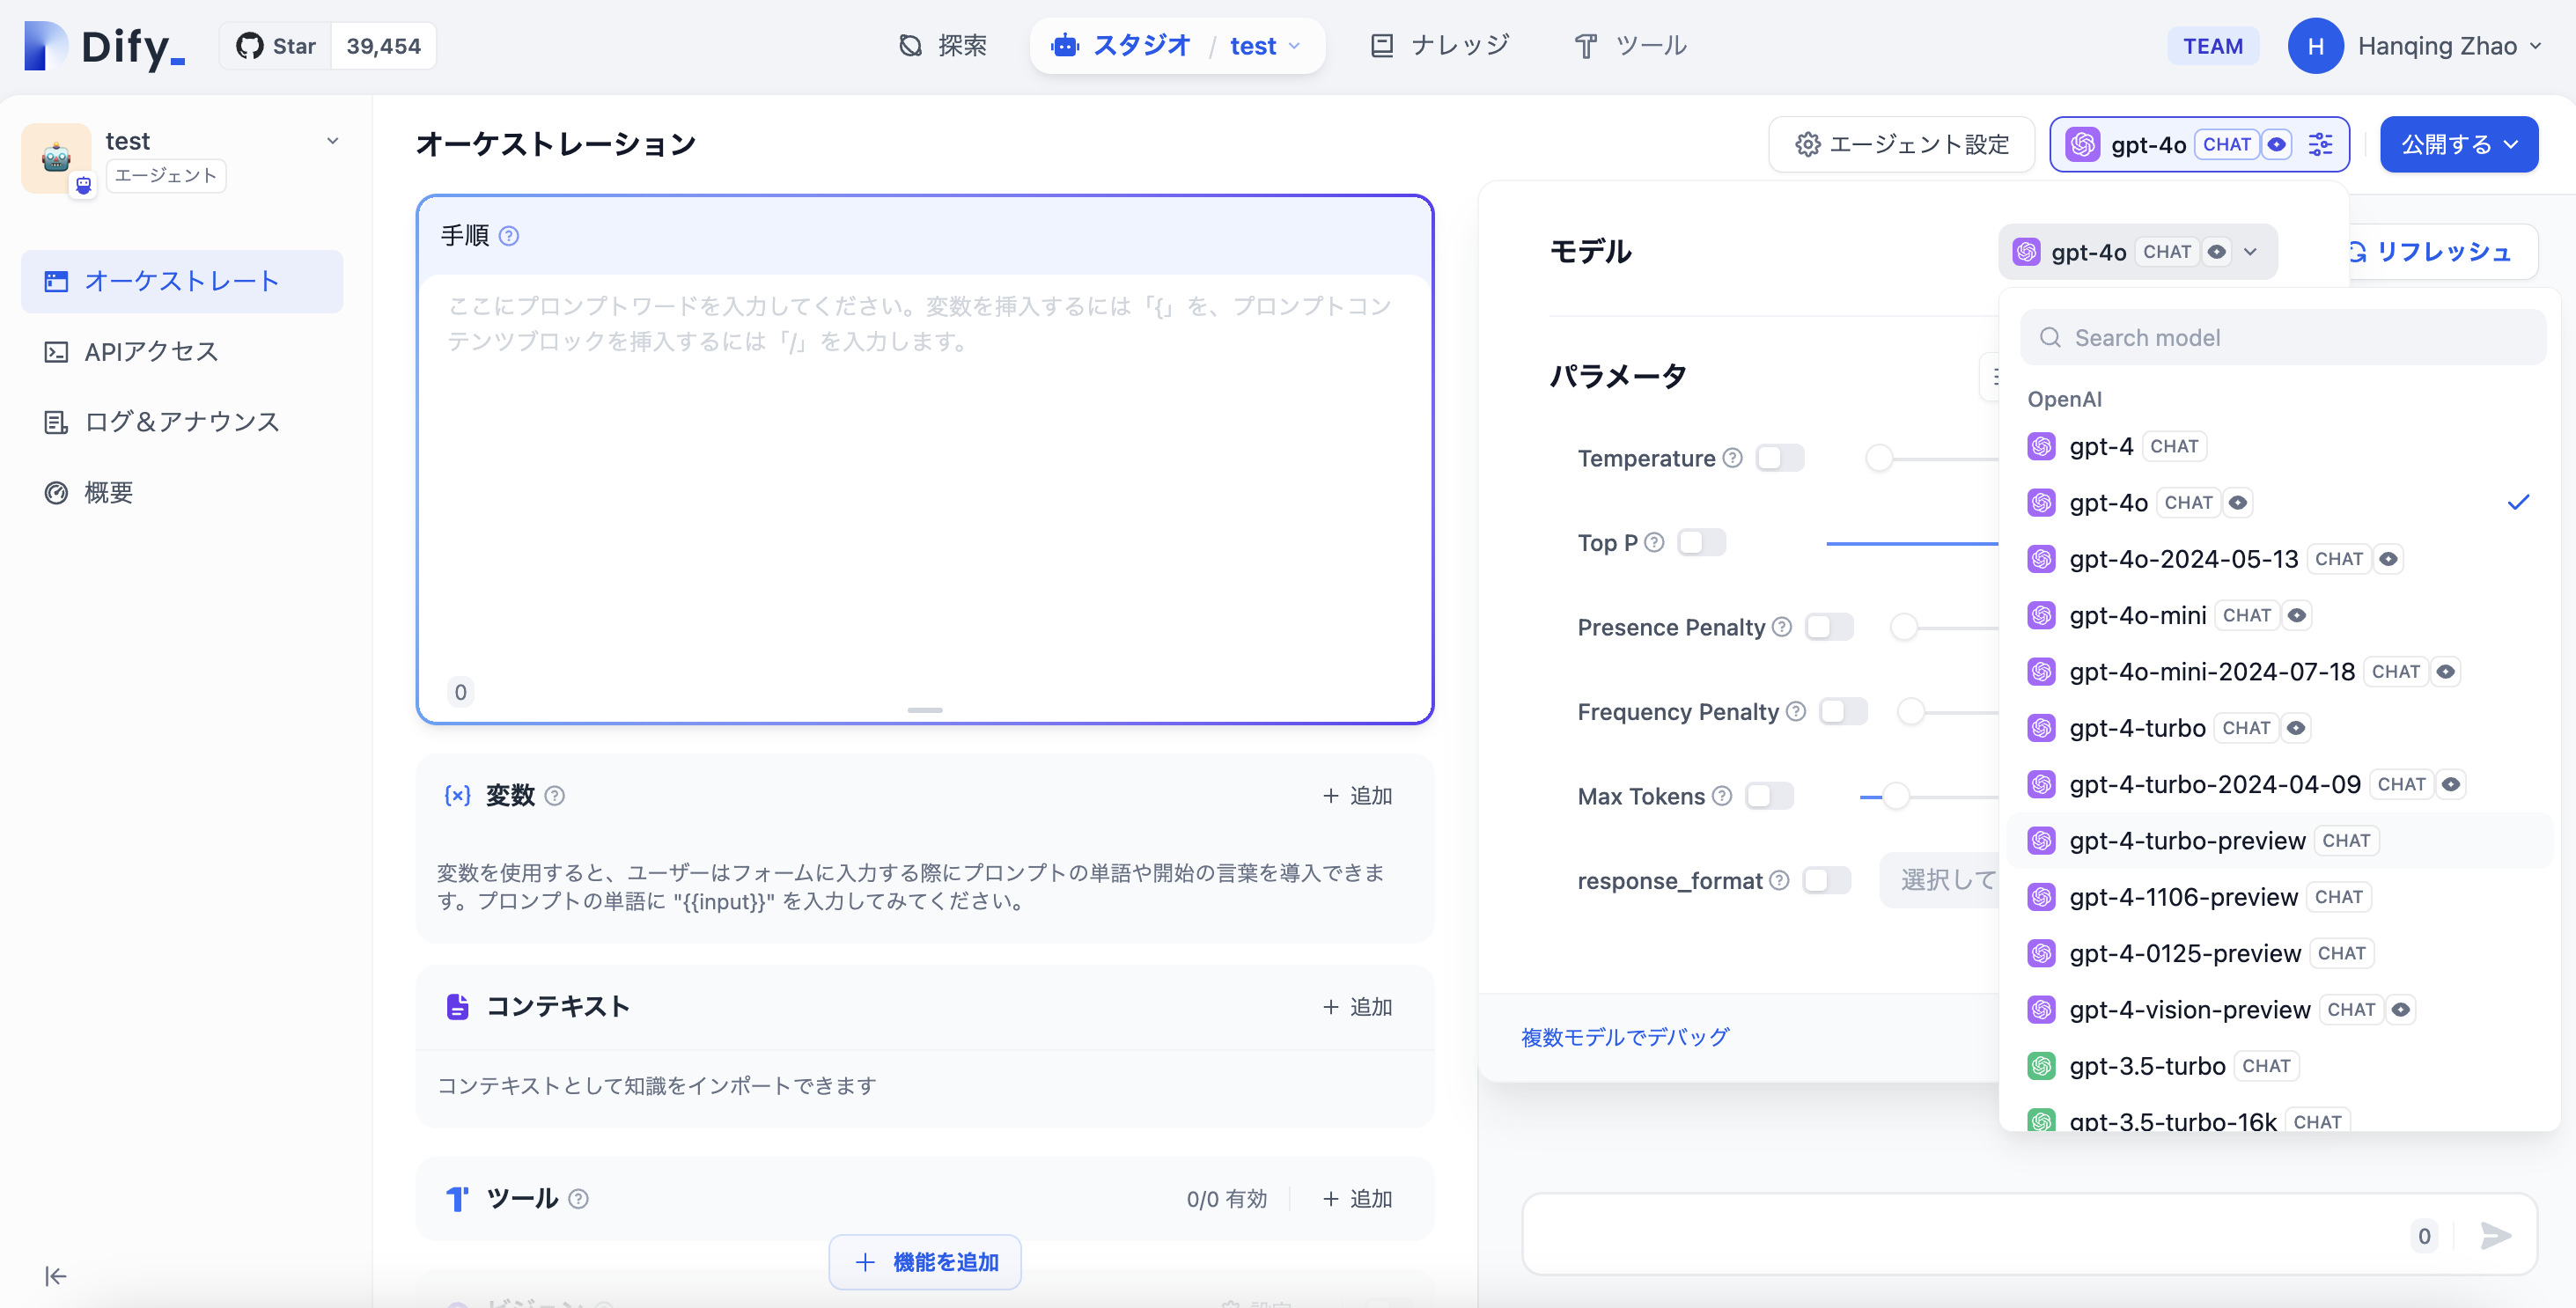 Dify_
Star 39,454
探索
スタジオ / test
ナレッジ
ツール
TEAM
H
Hanqing Zhao
test
エージェント
オーケストレート
APIアクセス
ログ＆アナウンス
概要
オーケストレーション
エージェント設定
gpt-4o CHAT
公開する
手順
ここにプロンプトワードを入力してください。変数を挿入するには「{」を、プロンプトコン
テンツブロックを挿入するには「/」を入力します。
0
{x} 変数
+ 追加
変数を使用すると、ユーザーはフォームに入力する際にプロンプトの単語や開始の言葉を導入できま
す。プロンプトの単語に "{{input}}" を入力してみてください。
コンテキスト
+ 追加
コンテキストとして知識をインポートできます
ツール
0/0 有効
+ 追加
+ 機能を追加
モデル
gpt-4o CHAT
リフレッシュ
パラメータ
Temperature
Top P
Presence Penalty
Frequency Penalty
Max Tokens
response_format
選択して
複数モデルでデバッグ
Search model
OpenAI
gpt-4 CHAT
gpt-4o CHAT
gpt-4o-2024-05-13 CHAT
gpt-4o-mini CHAT
gpt-4o-mini-2024-07-18 CHAT
gpt-4-turbo CHAT
gpt-4-turbo-2024-04-09 CHAT
gpt-4-turbo-preview CHAT
gpt-4-1106-preview CHAT
gpt-4-0125-preview CHAT
gpt-4-vision-preview CHAT
gpt-3.5-turbo CHAT
gpt-3.5-turbo-16k CHAT
0